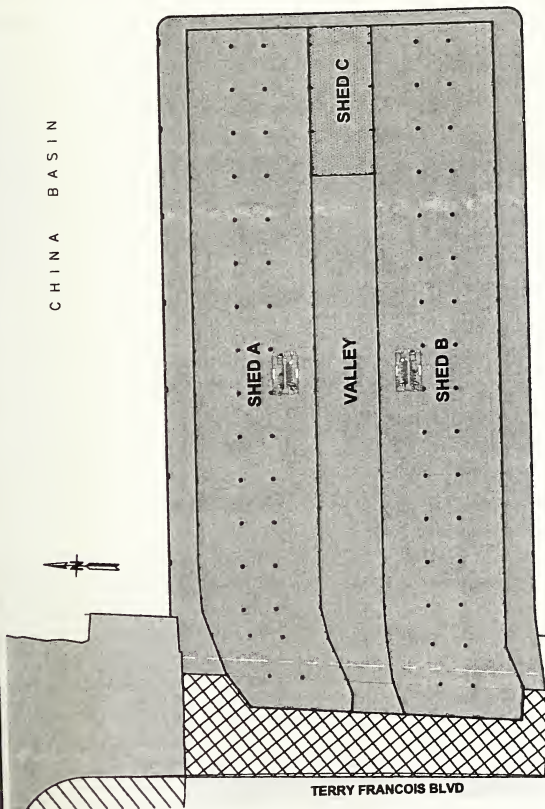 CHINA BASIN
SHED C
SHED A
VALLEY
SHED B
N
TERRY FRANCOIS BLVD